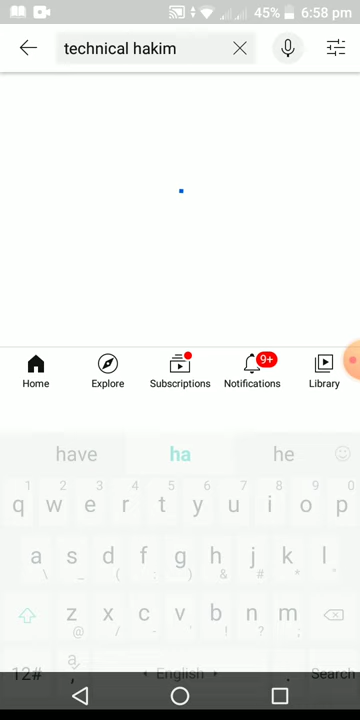 45% 6:58 pm
technical hakim
9+
Home Explore Subscriptions Notifications Library
have ha he
1 2 3 4 5 6 7 8 9 0
q w e r t y u i o p
a s d f g h j k l
\ _ ( : ) & # * "
z x c v b n m
@ / - ' ! ? ;
12# a , English . Search